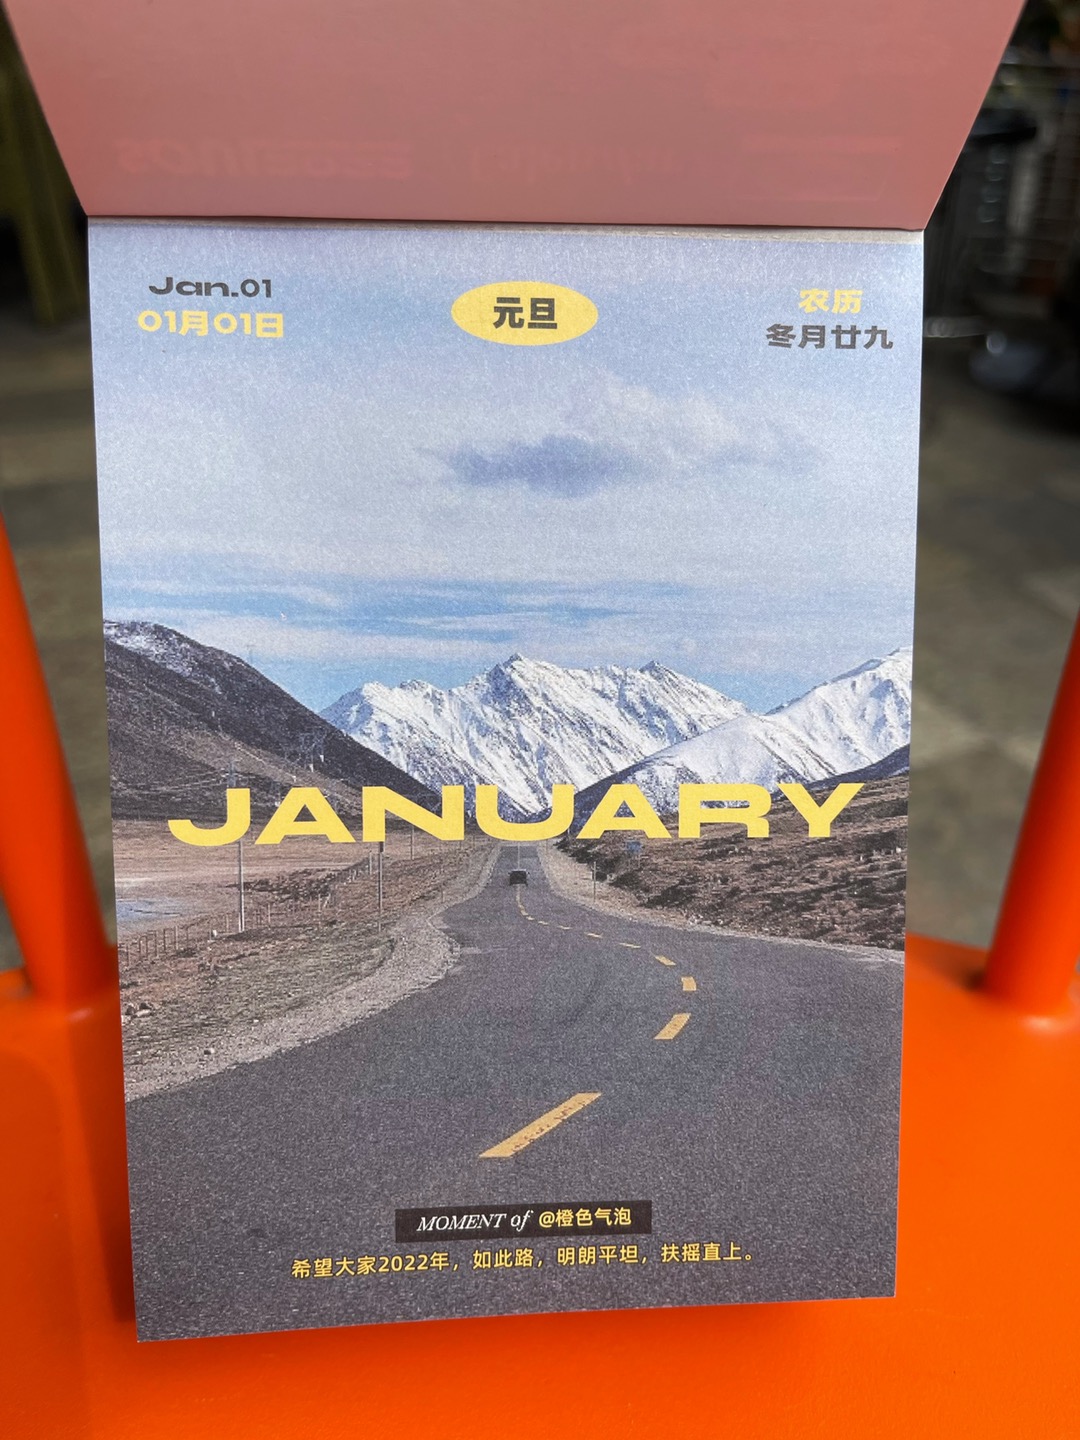 Jan.01
01月01日
元旦
农历
冬月廿九
JANUARY
MOMENT of @橙色气泡
希望大家2022年，如此路，明朗平坦，扶摇直上。